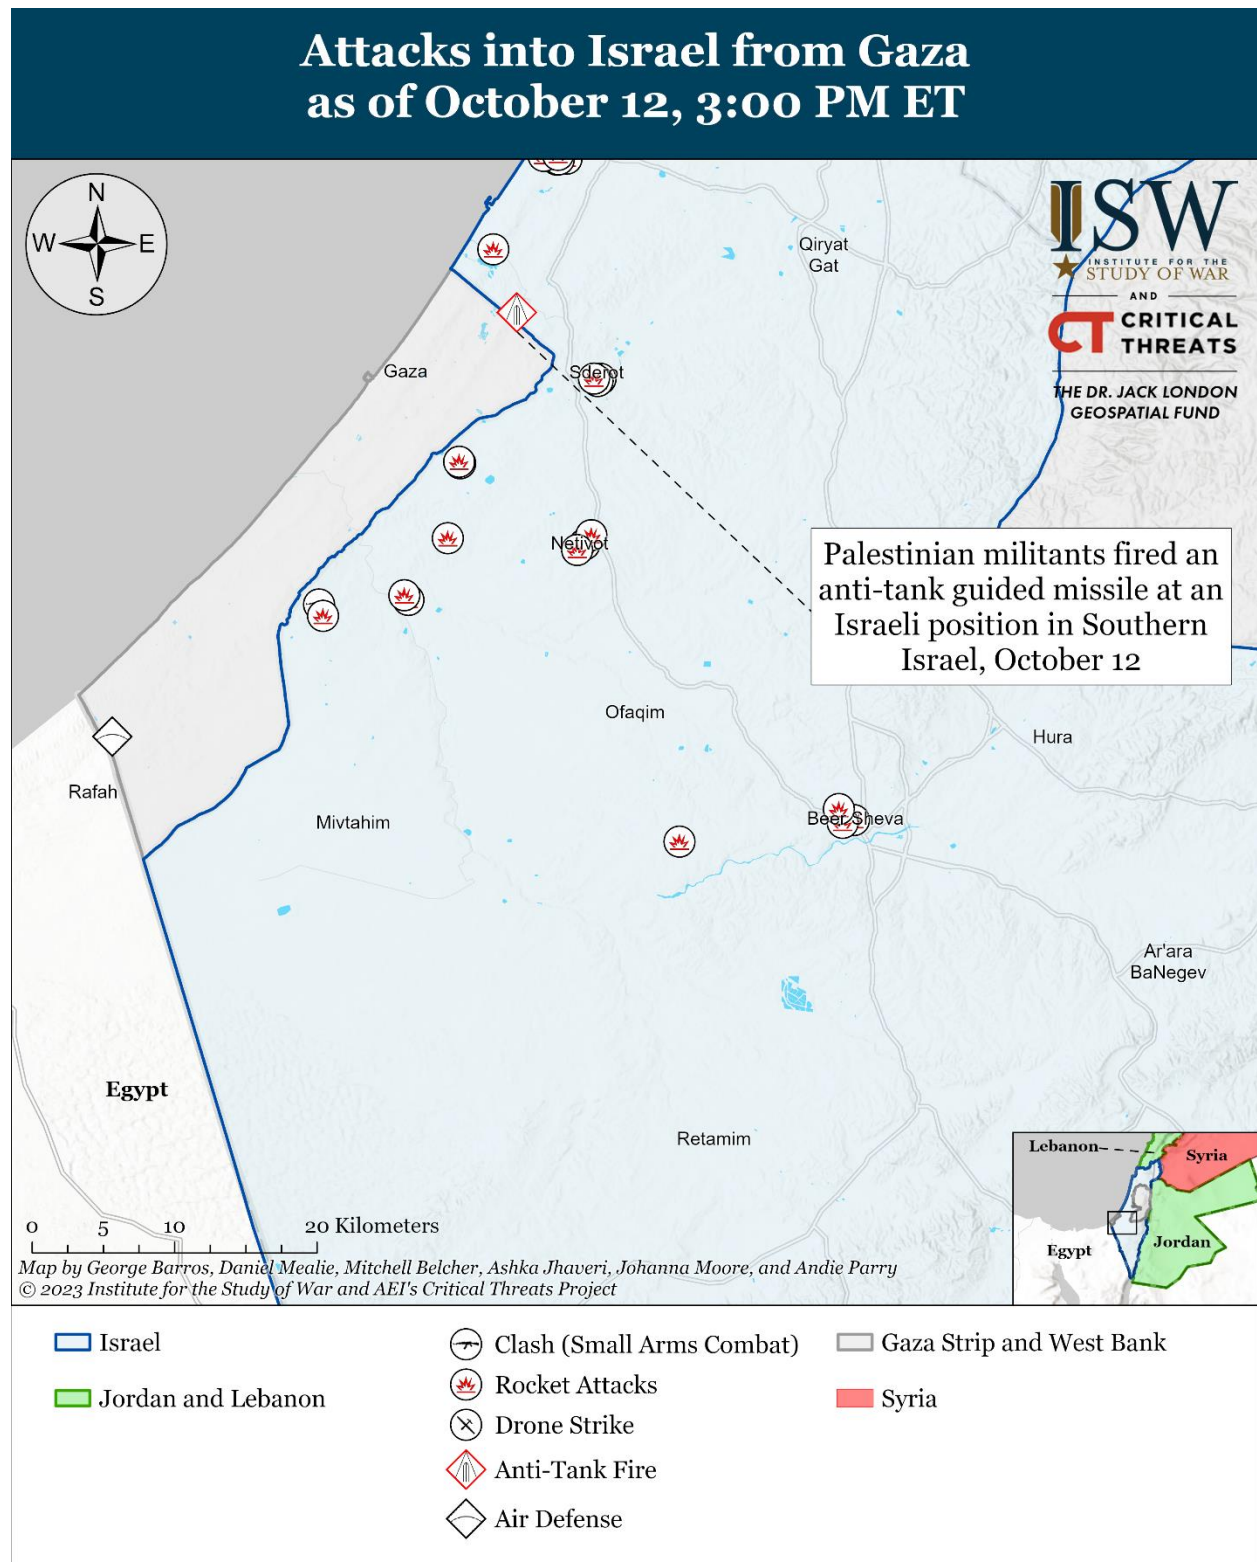 Attacks into Israel from Gaza
as of October 12, 3:00 PM ET
N
W
E
S
Qiryat
Gat
ISW
INSTITUTE FOR THE
STUDY OF WAR
AND
CT CRITICAL
THREATS
THE DR. JACK LONDON
GEOSPATIAL FUND
Gaza
Sderot
Netivot
Palestinian militants fired an
anti-tank guided missile at an
Israeli position in Southern
Israel, October 12
Ofaqim
Hura
Rafah
Mivtahim
Beer Sheva
Ar'ara
BaNegev
Egypt
Retamim
Lebanon
Syria
Egypt
Jordan
0 5 10 20 Kilometers
Map by George Barros, Daniel Mealie, Mitchell Belcher, Ashka Jhaveri, Johanna Moore, and Andie Parry
© 2023 Institute for the Study of War and AEI's Critical Threats Project
Israel
Jordan and Lebanon
Clash (Small Arms Combat)
Rocket Attacks
Drone Strike
Anti-Tank Fire
Air Defense
Gaza Strip and West Bank
Syria